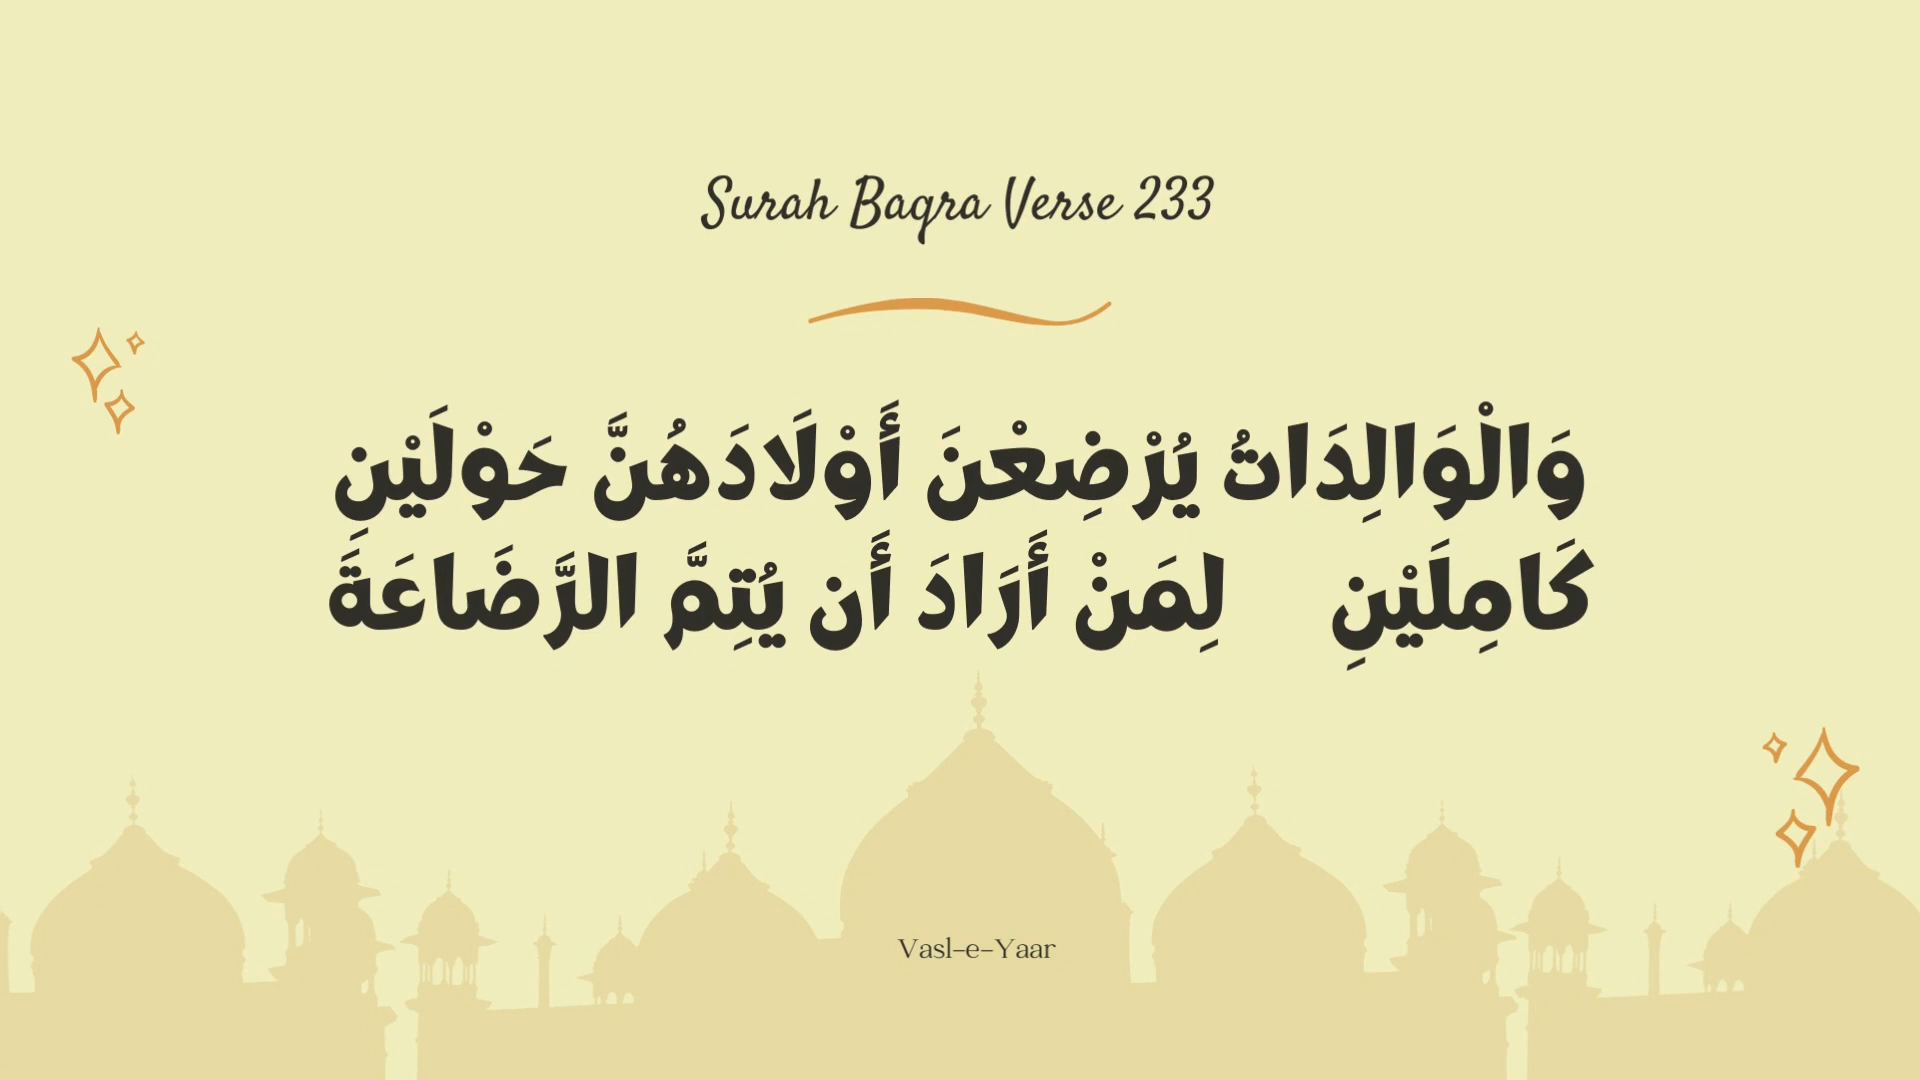 Surah Baqra Verse 233
وَالْوَالِدَاتُ يُرْضِعْنَ أَوْلَادَهُنَّ حَوْلَيْنِ
كَامِلَيْنِ لِمَنْ أَرَادَ أَن يُتِمَّ الرَّضَاعَةَ
Vasl-e-Yaar